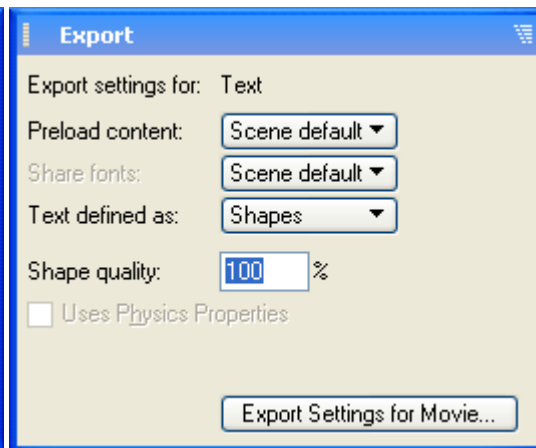 Export
Export settings for: Text
Preload content: Scene default
Share fonts: Scene default
Text defined as: Shapes
Shape quality: 100 %
Uses Physics Properties
Export Settings for Movie...